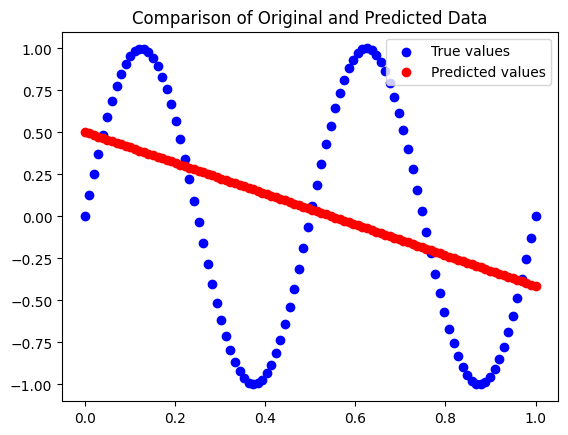 Comparison of Original and Predicted Data
True values
Predicted values
1.00
0.75
0.50
0.25
0.00
−0.25
−0.50
−0.75
−1.00
0.0 0.2 0.4 0.6 0.8 1.0